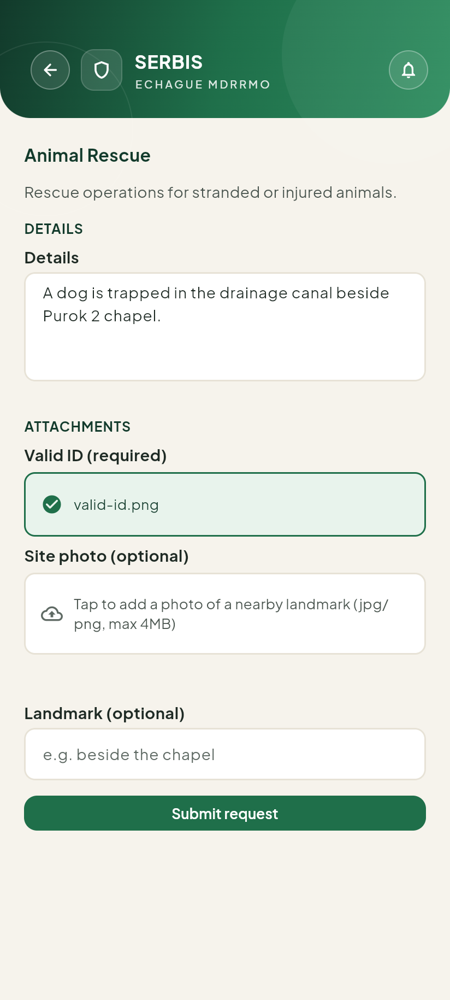 SERBIS
ECHAGUE MDRRMO
Animal Rescue
Rescue operations for stranded or injured animals.
DETAILS
Details
A dog is trapped in the drainage canal beside
Purok 2 chapel.
ATTACHMENTS
Valid ID (required)
valid-id.png
Site photo (optional)
Tap to add a photo of a nearby landmark (jpg/
png, max 4MB)
Landmark (optional)
e.g. beside the chapel
Submit request